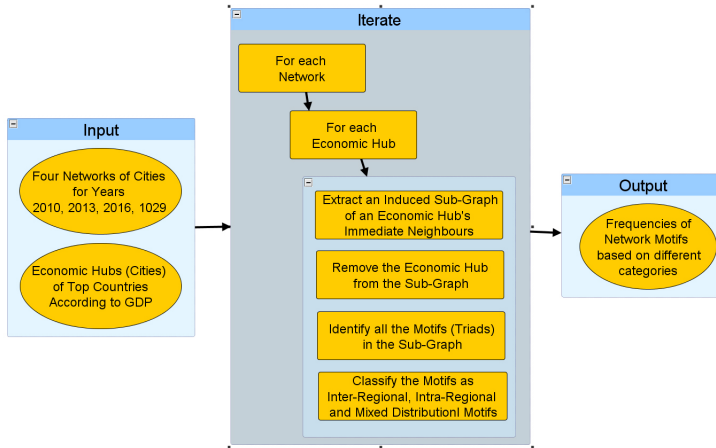 Input
Four Networks of Cities
for Years
2010, 2013, 2016, 1029
Economic Hubs (Cities)
of Top Countries
According to GDP
Iterate
For each
Network
For each
Economic Hub
Extract an Induced Sub-Graph
of an Economic Hub's
Immediate Neighbours
Remove the Economic Hub
from the Sub-Graph
Identify all the Motifs (Triads)
in the Sub-Graph
Classify the Motifs as
Inter-Regional, Intra-Regional
and Mixed Distributionl Motifs
Output
Frequencies of
Network Motifs
based on different
categories